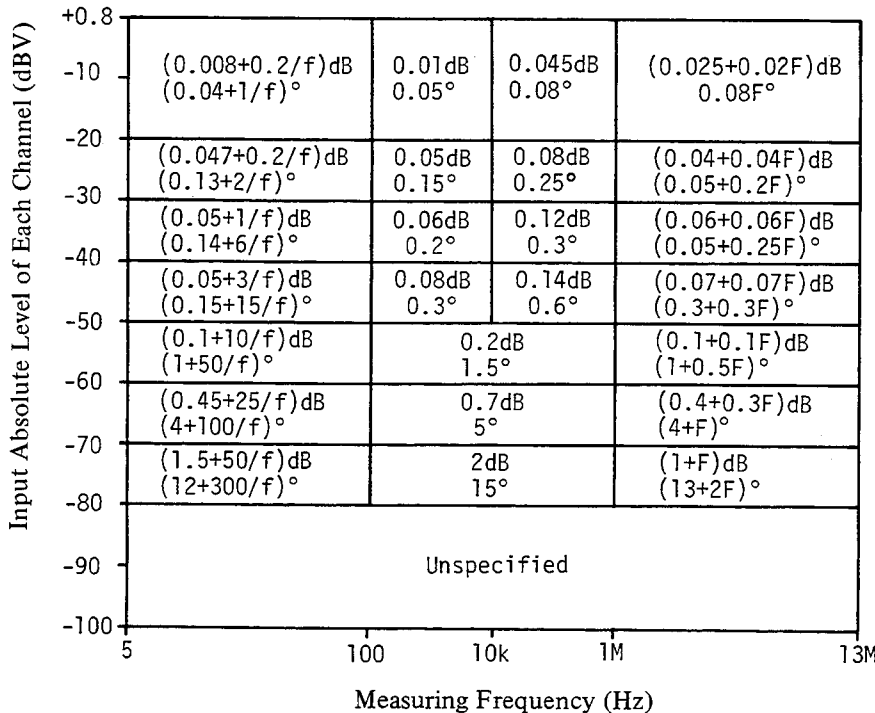 +0.8
-10
-20
-30
-40
-50
-60
-70
-80
-90
-100
Input Absolute Level of Each Channel (dBV)
(0.008+0.2/f)dB 0.01dB 0.045dB (0.025+0.02F)dB
(0.04+1/f)° 0.05° 0.08° 0.08F°
(0.047+0.2/f)dB 0.05dB 0.08dB (0.04+0.04F)dB
(0.13+2/f)° 0.15° 0.25° (0.05+0.2F)°
(0.05+1/f)dB 0.06dB 0.12dB (0.06+0.06F)dB
(0.14+6/f)° 0.2° 0.3° (0.05+0.25F)°
(0.05+3/f)dB 0.08dB 0.14dB (0.07+0.07F)dB
(0.15+15/f)° 0.3° 0.6° (0.3+0.3F)°
(0.1+10/f)dB 0.2dB (0.1+0.1F)dB
(1+50/f)° 1.5° (1+0.5F)°
(0.45+25/f)dB 0.7dB (0.4+0.3F)dB
(4+100/f)° 5° (4+F)°
(1.5+50/f)dB 2dB (1+F)dB
(12+300/f)° 15° (13+2F)°
Unspecified
5 100 10k 1M 13M
Measuring Frequency (Hz)